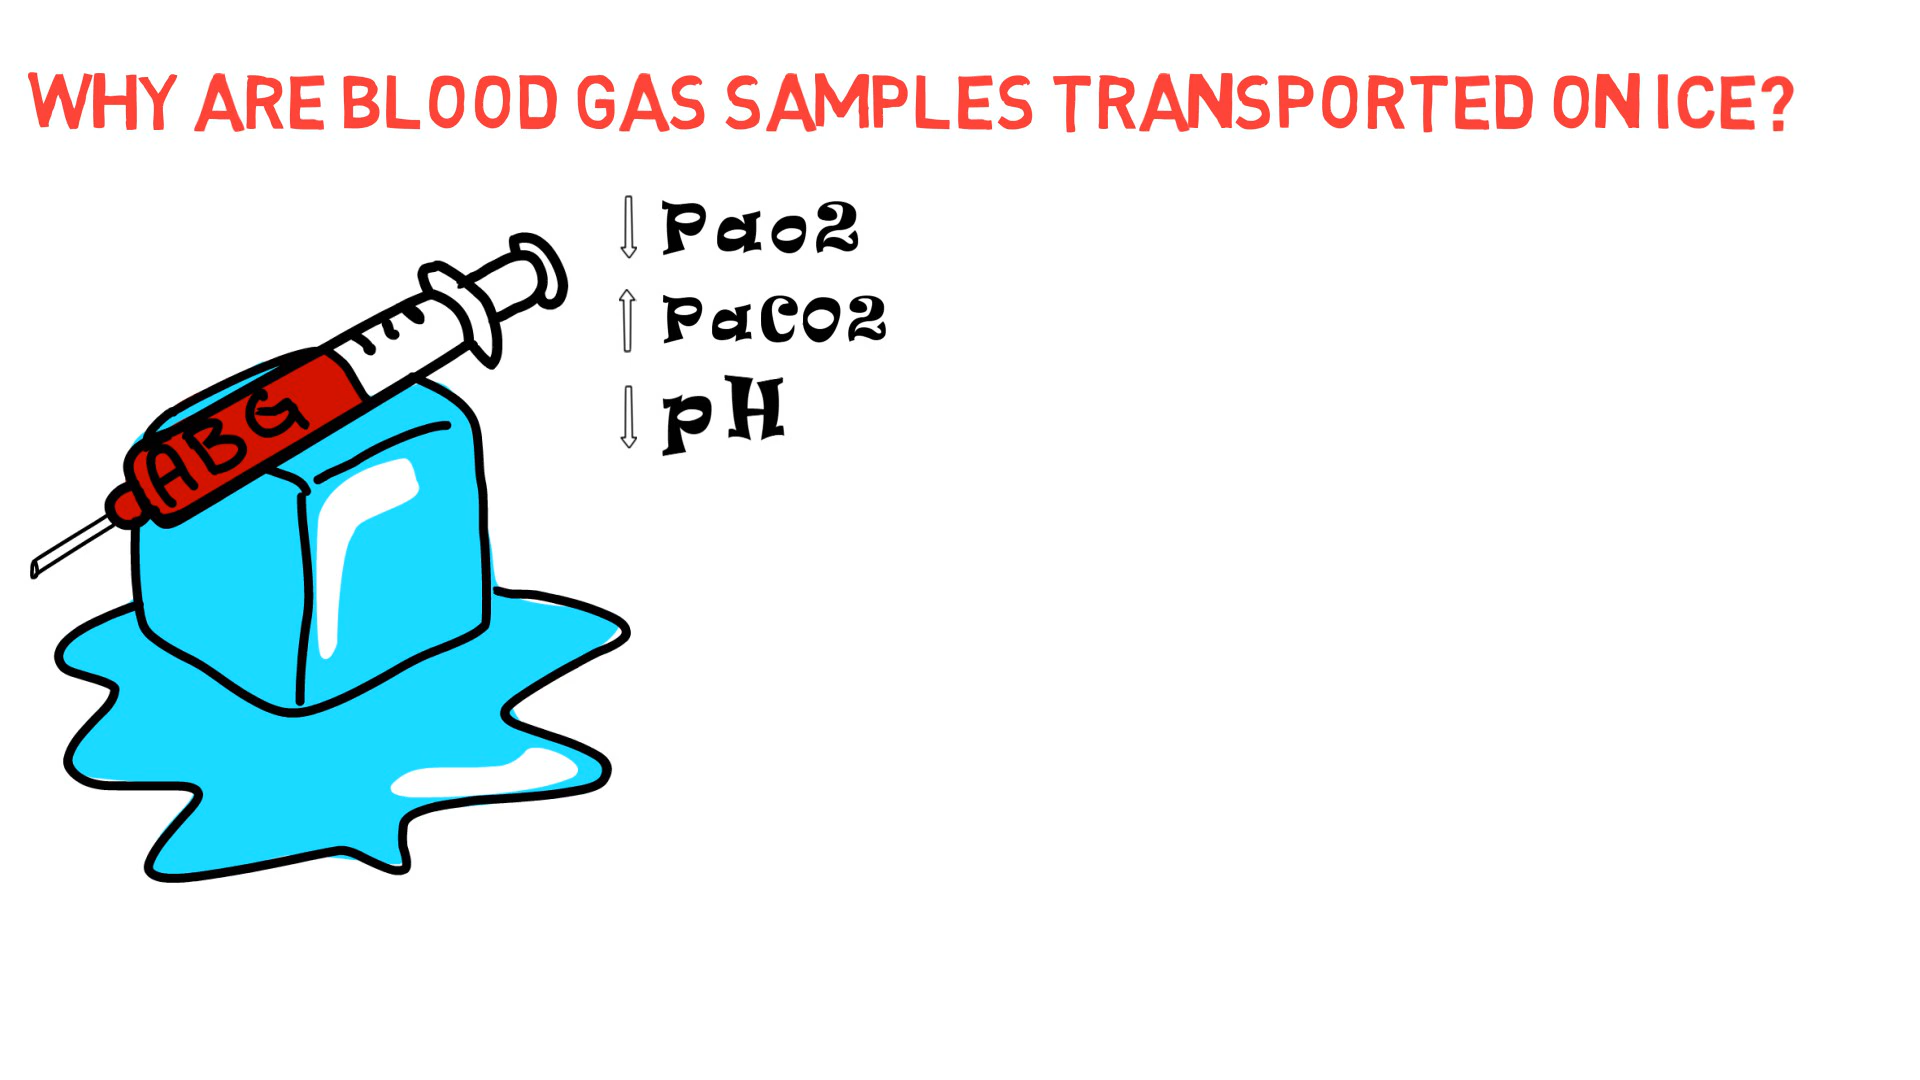 WHY ARE BLOOD GAS SAMPLES TRANSPORTED ON ICE?
↓ Pao2
↑ PaCO2
↓ pH
ABG